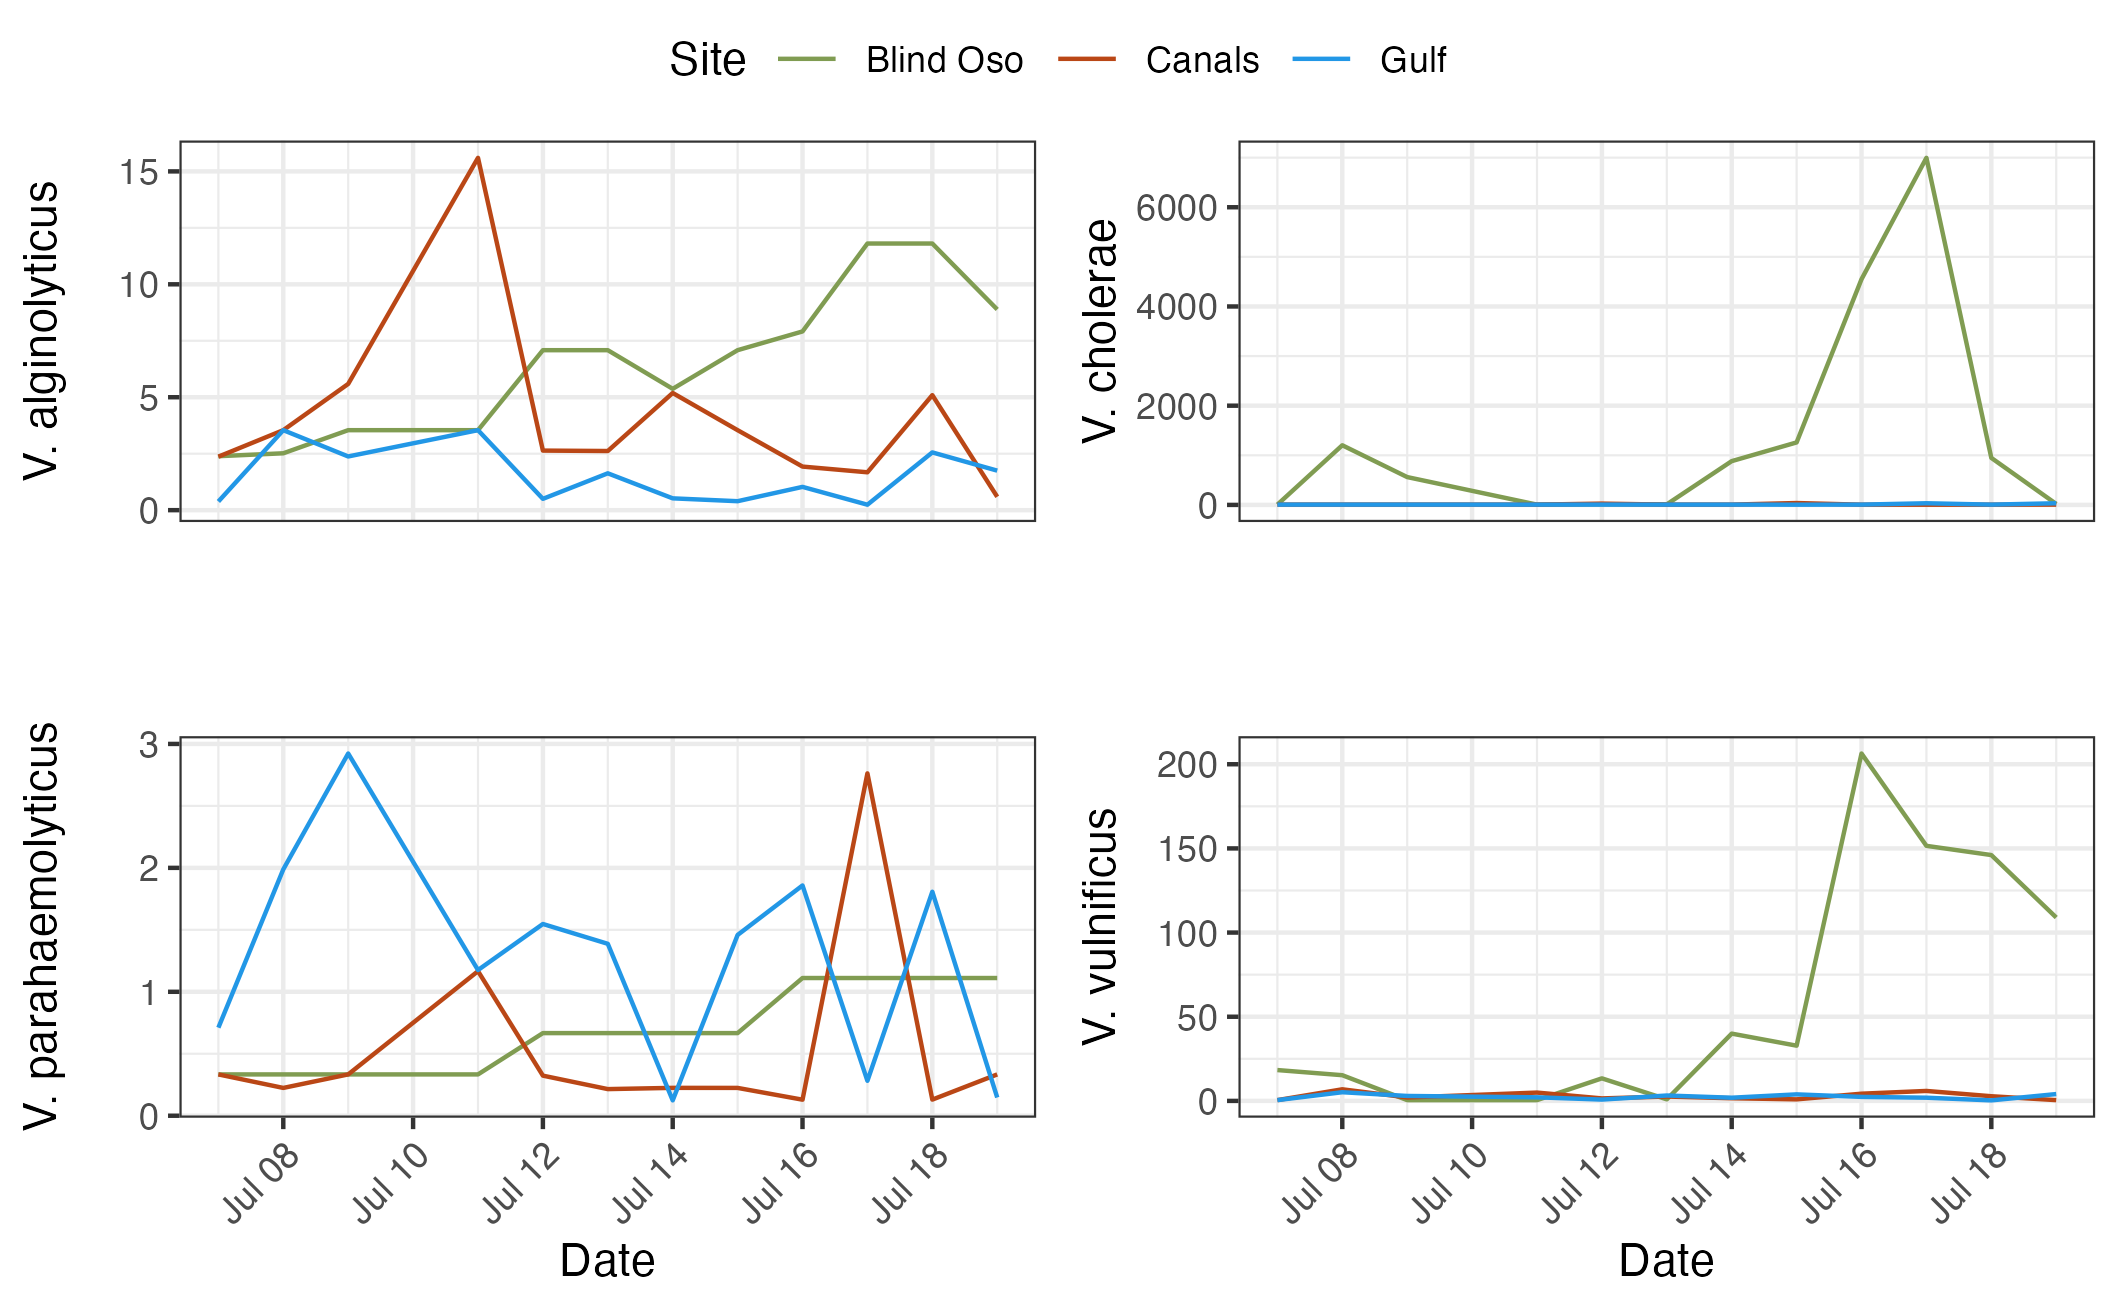 Site Blind Oso Canals Gulf
V. alginolyticus
15
10
5
0
V. cholerae
6000
4000
2000
0
V. parahaemolyticus
3
2
1
0
Jul 08 Jul 10 Jul 12 Jul 14 Jul 16 Jul 18
Date
V. vulnificus
200
150
100
50
0
Jul 08 Jul 10 Jul 12 Jul 14 Jul 16 Jul 18
Date